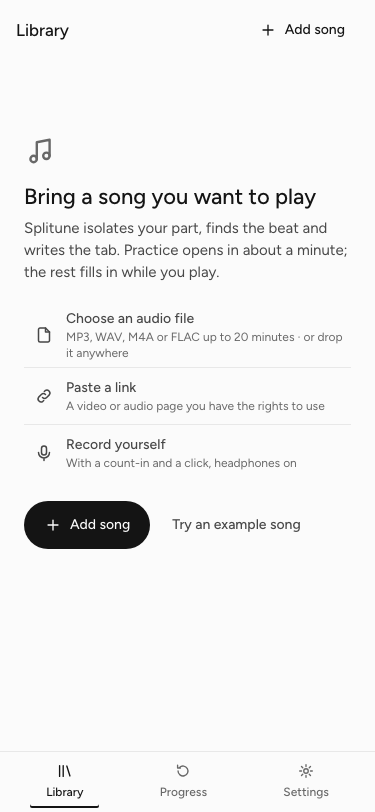 Library
Add song
Bring a song you want to play
Splitune isolates your part, finds the beat and
writes the tab. Practice opens in about a minute;
the rest fills in while you play.
Choose an audio file
MP3, WAV, M4A or FLAC up to 20 minutes · or drop
it anywhere
Paste a link
A video or audio page you have the rights to use
Record yourself
With a count-in and a click, headphones on
Add song
Try an example song
Library
Progress
Settings